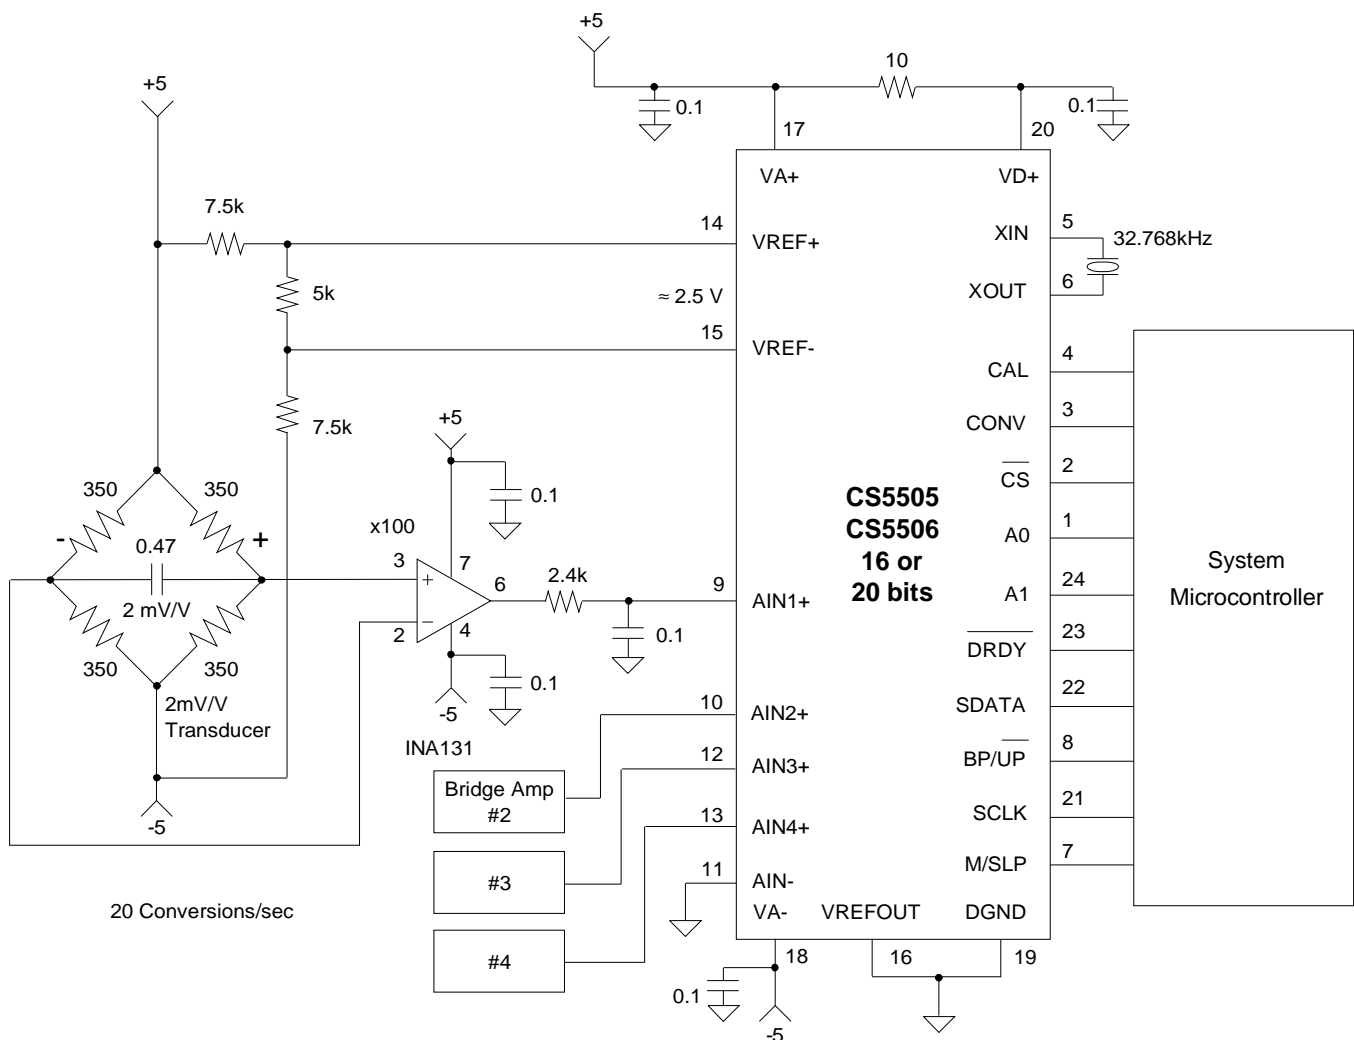 +5
10
+5
0.1
0.1
17
20
VA+
VD+
7.5k
14
VREF+
5
XIN
32.768kHz
5k
≈ 2.5 V
6
XOUT
15
VREF-
4
CAL
7.5k
+5
3
CONV
350
350
0.1
2
CS
CS5505
CS5506
16 or
20 bits
-
+
x100
1
A0
0.47
3
7
6
2.4k
9
AIN1+
24
A1
System
Microcontroller
2 mV/V
+
−
2
4
0.1
23
DRDY
350
350
0.1
22
SDATA
2mV/V
Transducer
-5
10
AIN2+
INA131
8
BP/UP
12
AIN3+
Bridge Amp
#2
21
SCLK
-5
13
AIN4+
7
M/SLP
11
AIN-
#3
20 Conversions/sec
VA-
VREFOUT
DGND
#4
18
16
19
0.1
-5